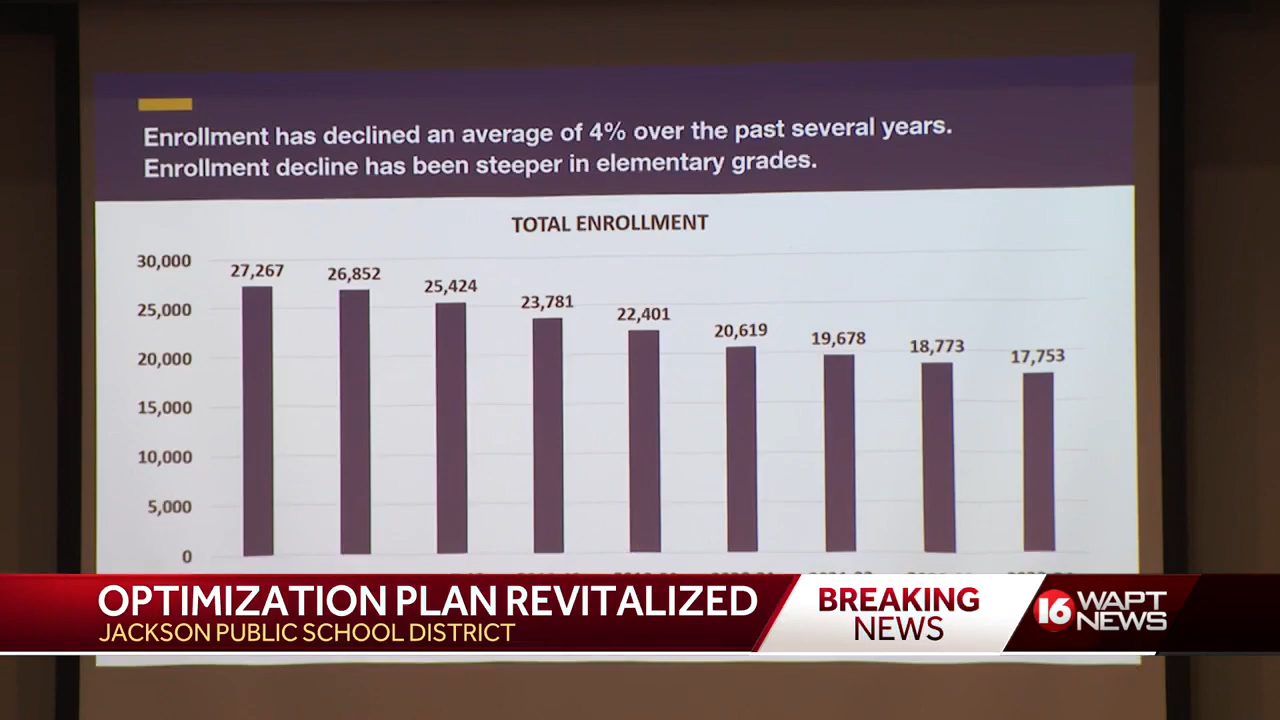 Enrollment has declined an average of 4% over the past several years.
Enrollment decline has been steeper in elementary grades.
TOTAL ENROLLMENT
30,000
25,000
20,000
15,000
10,000
5,000
0
27,267
26,852
25,424
23,781
22,401
20,619
19,678
18,773
17,753
OPTIMIZATION PLAN REVITALIZED
JACKSON PUBLIC SCHOOL DISTRICT
BREAKING
NEWS
16 WAPT
NEWS